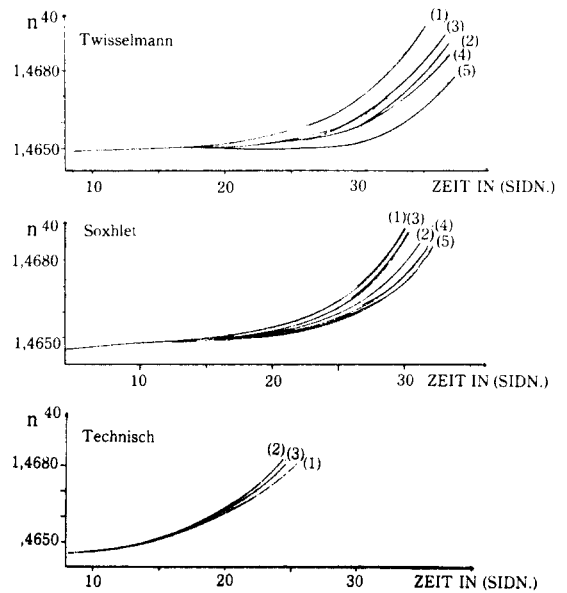 n 40
Twisselmann
(1)
(3)
(2)
(4)
(5)
1,4680
1,4650
10 20 30 ZEIT IN (SIDN.)
n 40
Soxhlet
(1)(3)
(4)
(2)
(5)
1,4680
1,4650
10 20 30 ZEIT IN (SIDN.)
n 40
Technisch
(2)(3)(1)
1,4680
,4650
10 20 30 ZEIT IN (SIDN.)